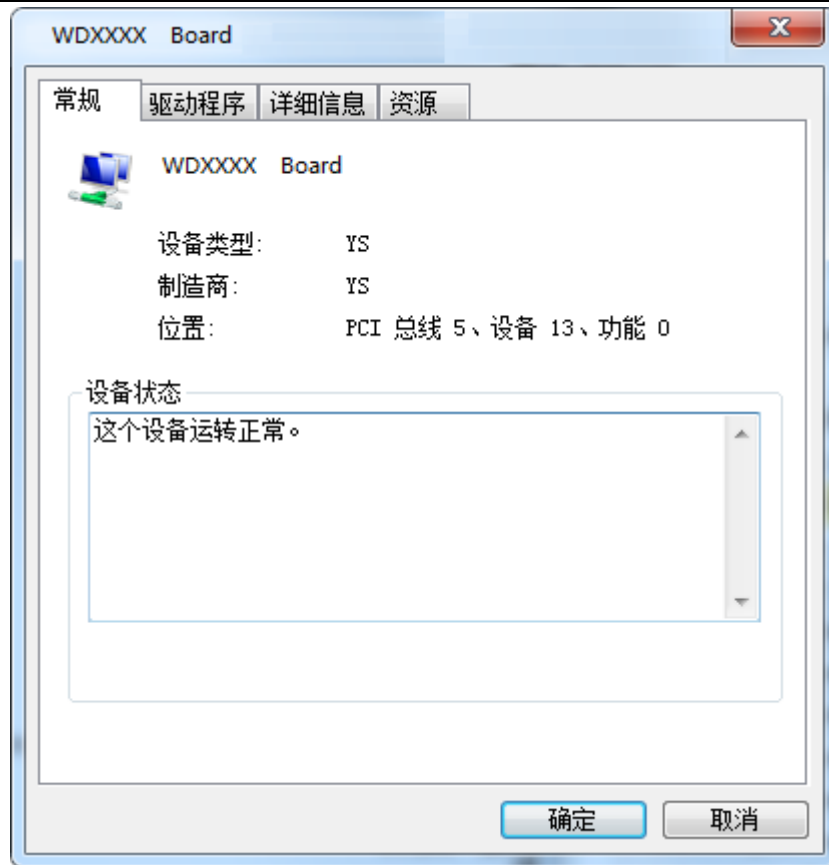 WDXXXX Board
常规 驱动程序 详细信息 资源
WDXXXX Board
设备类型: YS
制造商: YS
位置: PCI 总线 5、设备 13、功能 0
设备状态
这个设备运转正常。
确定 取消